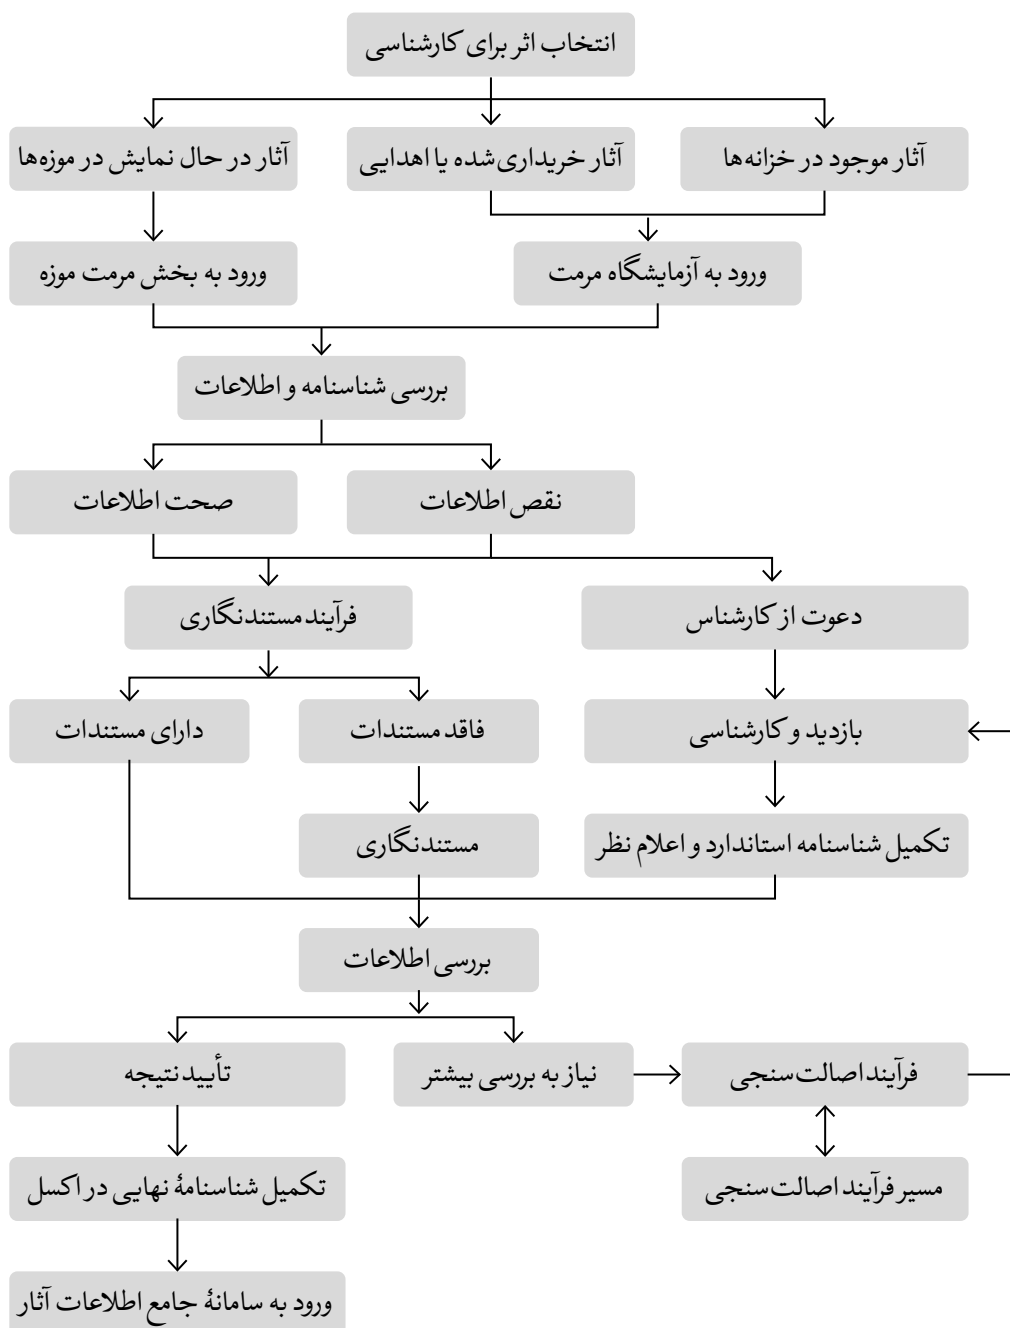 انتخاب اثر برای کارشناسی
آثار موجود در خزانه‌ها
آثار خریداری‌شده یا اهدایی
آثار در حال نمایش در موزه‌ها
ورود به آزمایشگاه مرمت
ورود به بخش مرمت موزه
بررسی شناسنامه و اطلاعات
نقص اطلاعات
صحت اطلاعات
دعوت از کارشناس
فرآیند مستندنگاری
بازدید و کارشناسی
فاقد مستندات
دارای مستندات
تکمیل شناسنامه استاندارد و اعلام نظر
مستندنگاری
بررسی اطلاعات
فرآیند اصالت‌سنجی
نیاز به بررسی بیشتر
تأیید نتیجه
مسیر فرآیند اصالت‌سنجی
تکمیل شناسنامهٔ نهایی در اکسل
ورود به سامانهٔ جامع اطلاعات آثار